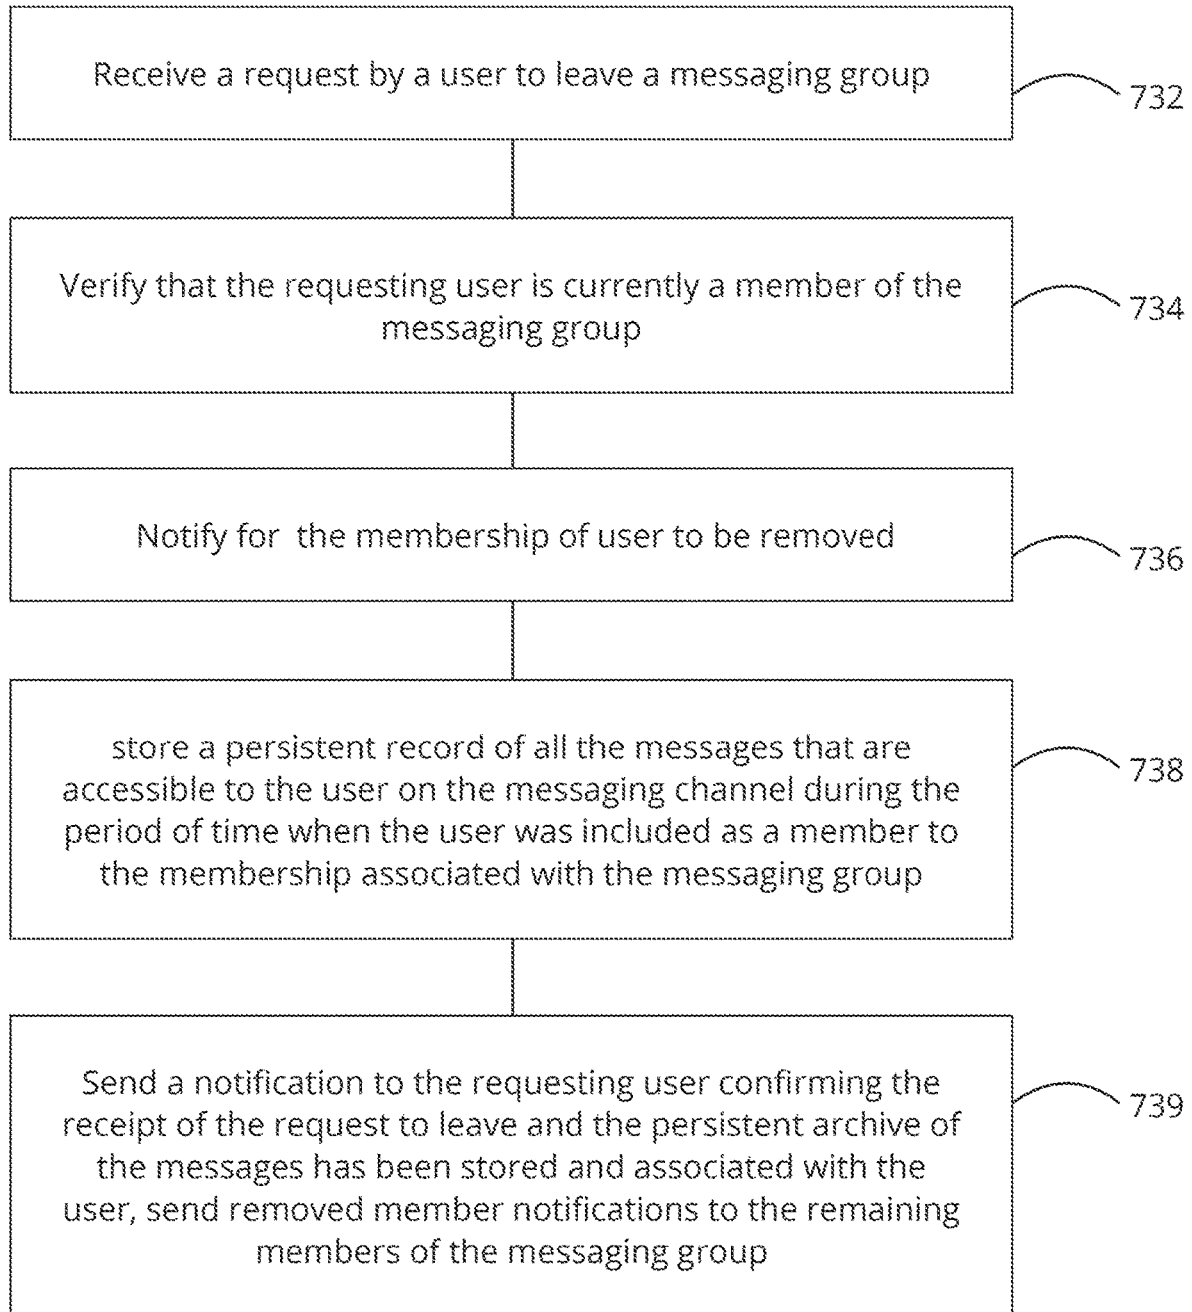 Receive a request by a user to leave a messaging group
732
Verify that the requesting user is currently a member of the
messaging group
734
Notify for  the membership of user to be removed
736
store a persistent record of all the messages that are
accessible to the user on the messaging channel during the
period of time when the user was included as a member to
the membership associated with the messaging group
738
Send a notification to the requesting user confirming the
receipt of the request to leave and the persistent archive of
the messages has been stored and associated with the
user, send removed member notifications to the remaining
members of the messaging group
739